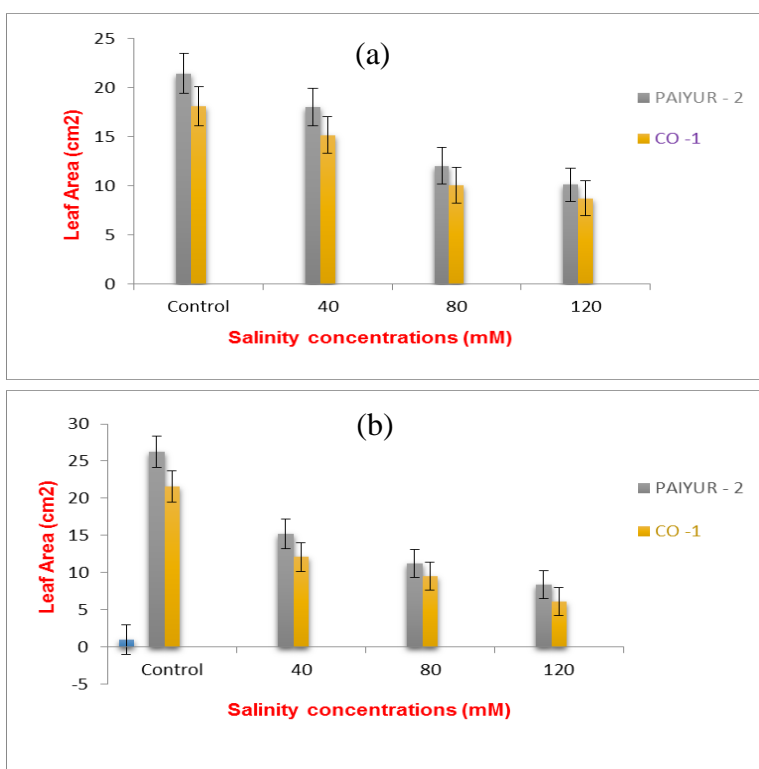 (a)
25
20
15
10
5
0
Leaf Area (cm2)
Control 40 80 120
Salinity concentrations (mM)
PAIYUR - 2
CO -1
(b)
30
25
20
15
10
5
0
-5
Leaf Area (cm2)
Control 40 80 120
Salinity concentrations (mM)
PAIYUR - 2
CO -1